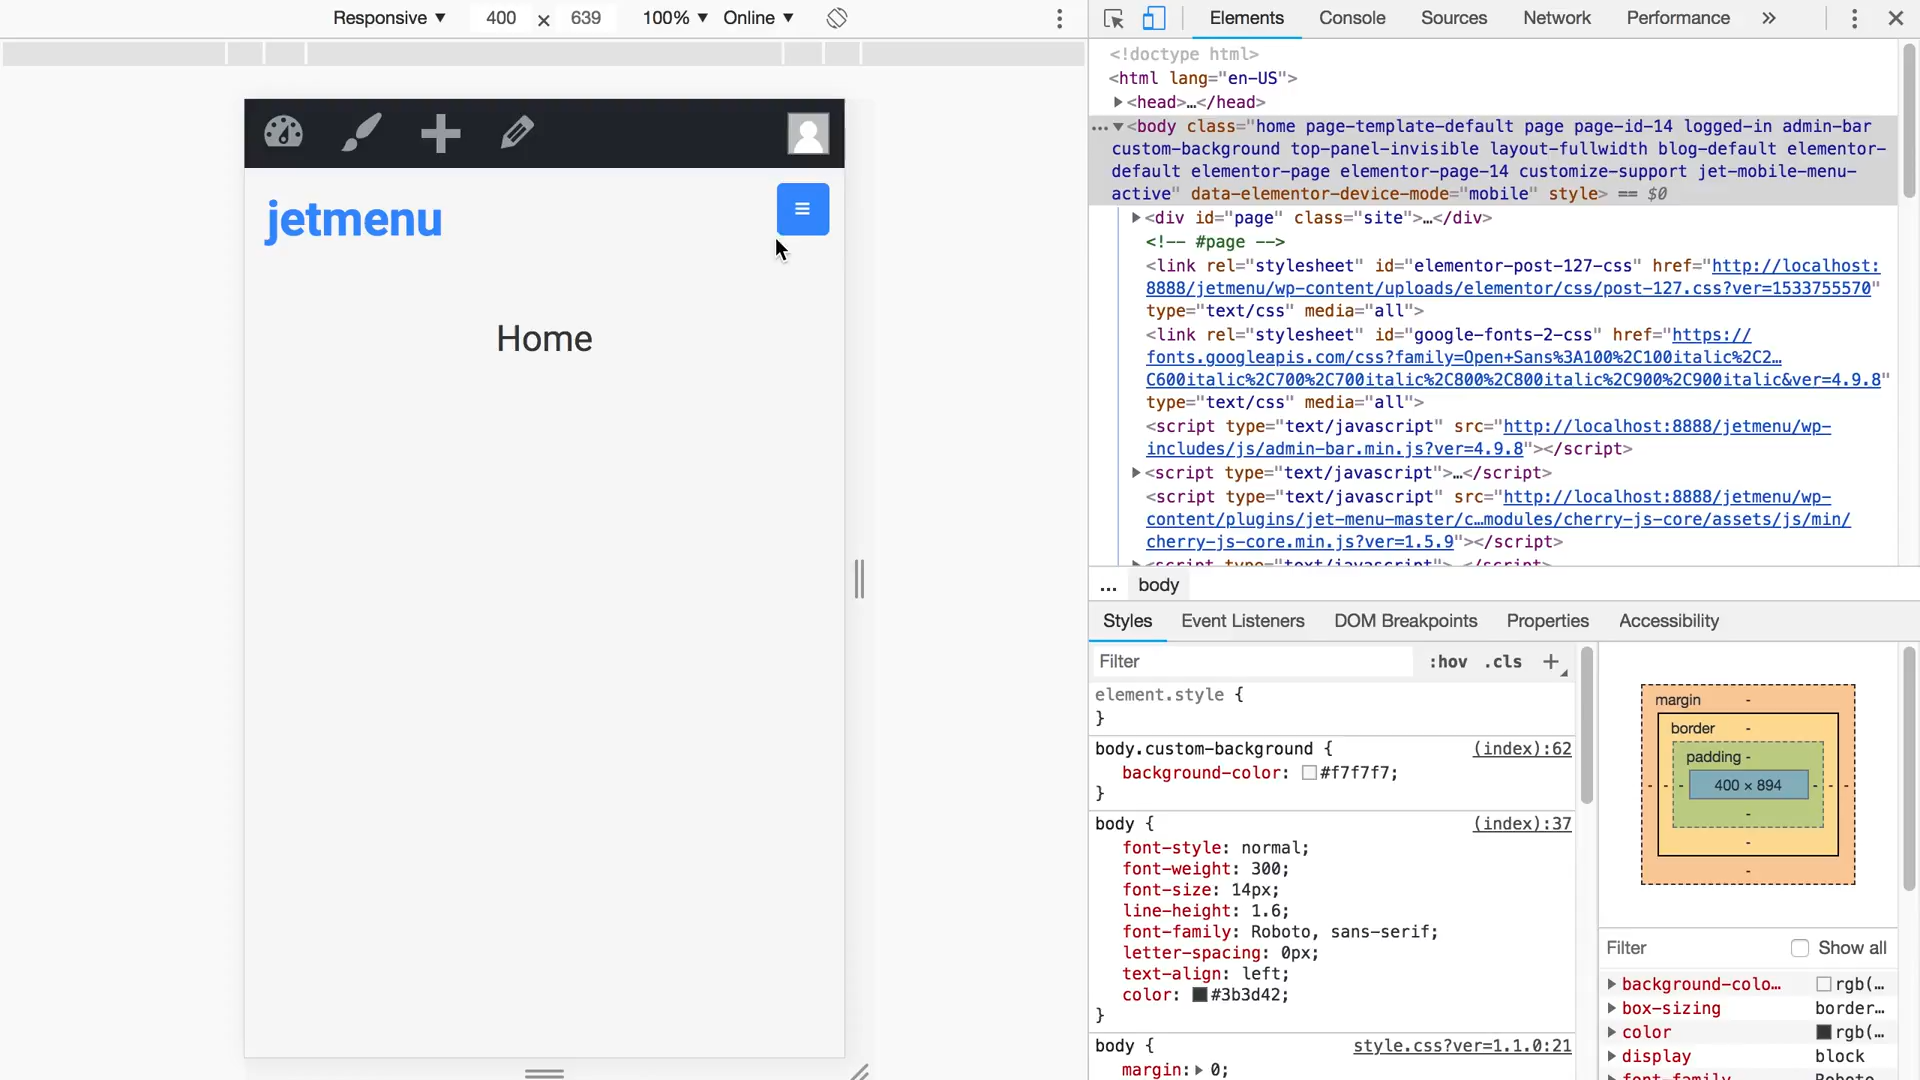 Responsive ▼ 400 × 639 100% ▼ Online ▼
Elements Console Sources Network Performance »
jetmenu
Home
<!doctype html>
<html lang="en-US">
▶<head>…</head>
…▼<body class="home page-template-default page page-id-14 logged-in admin-bar
custom-background top-panel-invisible layout-fullwidth blog-default elementor-
default elementor-page elementor-page-14 customize-support jet-mobile-menu-
active" data-elementor-device-mode="mobile" style> == $0
▶<div id="page" class="site">…</div>
<!-- #page -->
<link rel="stylesheet" id="elementor-post-127-css" href="http://localhost:
8888/jetmenu/wp-content/uploads/elementor/css/post-127.css?ver=1533755570"
type="text/css" media="all">
<link rel="stylesheet" id="google-fonts-2-css" href="https://
fonts.googleapis.com/css?family=Open+Sans%3A100%2C100italic%2C2…
C600italic%2C700%2C700italic%2C800%2C800italic%2C900%2C900italic&ver=4.9.8"
type="text/css" media="all">
<script type="text/javascript" src="http://localhost:8888/jetmenu/wp-
includes/js/admin-bar.min.js?ver=4.9.8"></script>
▶<script type="text/javascript">…</script>
<script type="text/javascript" src="http://localhost:8888/jetmenu/wp-
content/plugins/jet-menu-master/c…modules/cherry-js-core/assets/js/min/
cherry-js-core.min.js?ver=1.5.9"></script>
▶<script type="text/javascript">…</script>
… body
Styles Event Listeners DOM Breakpoints Properties Accessibility
Filter :hov .cls +
element.style {
}
body.custom-background { (index):62
background-color: #f7f7f7;
}
body { (index):37
font-style: normal;
font-weight: 300;
font-size: 14px;
line-height: 1.6;
font-family: Roboto, sans-serif;
letter-spacing: 0px;
text-align: left;
color: #3b3d42;
}
body { style.css?ver=1.1.0:21
margin:▶ 0;
margin -
border -
padding -
- - - 400 × 894 - - -
-
-
-
Filter Show all
▶ background-colo… rgb(…
▶ box-sizing border…
▶ color rgb(…
▶ display block
▶ font-family Roboto